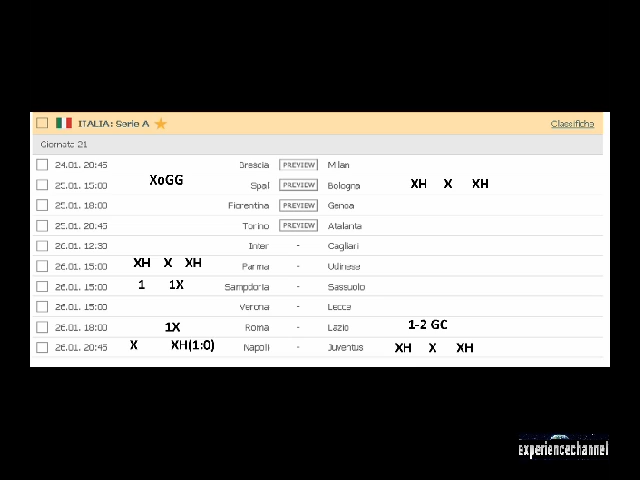 ITALIA: Serie A Classifiche
Giornata 21
24.01. 20:45 Brescia PREVIEW Milan
25.01. 15:00 XoGG Spal PREVIEW Bologna XH X XH
25.01. 18:00 Fiorentina PREVIEW Genoa
25.01. 20:45 Torino PREVIEW Atalanta
26.01. 12:30 Inter - Cagliari
26.01. 15:00 XH X XH Parma - Udinese
26.01. 15:00 1 1X Sampdoria - Sassuolo
26.01. 15:00 Verona - Lecce
26.01. 18:00 1X Roma - Lazio 1-2 GC
26.01. 20:45 X XH(1:0) Napoli - Juventus XH X XH
experiencechannel